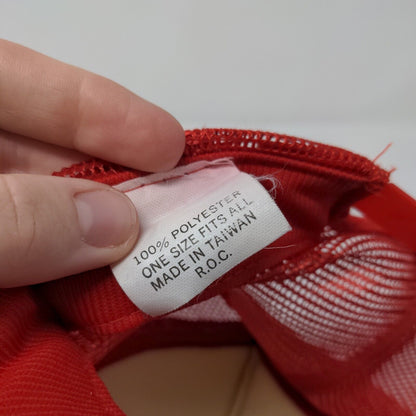 100% POLYESTER
ONE SIZE FITS ALL
MADE IN TAIWAN
R.O.C.